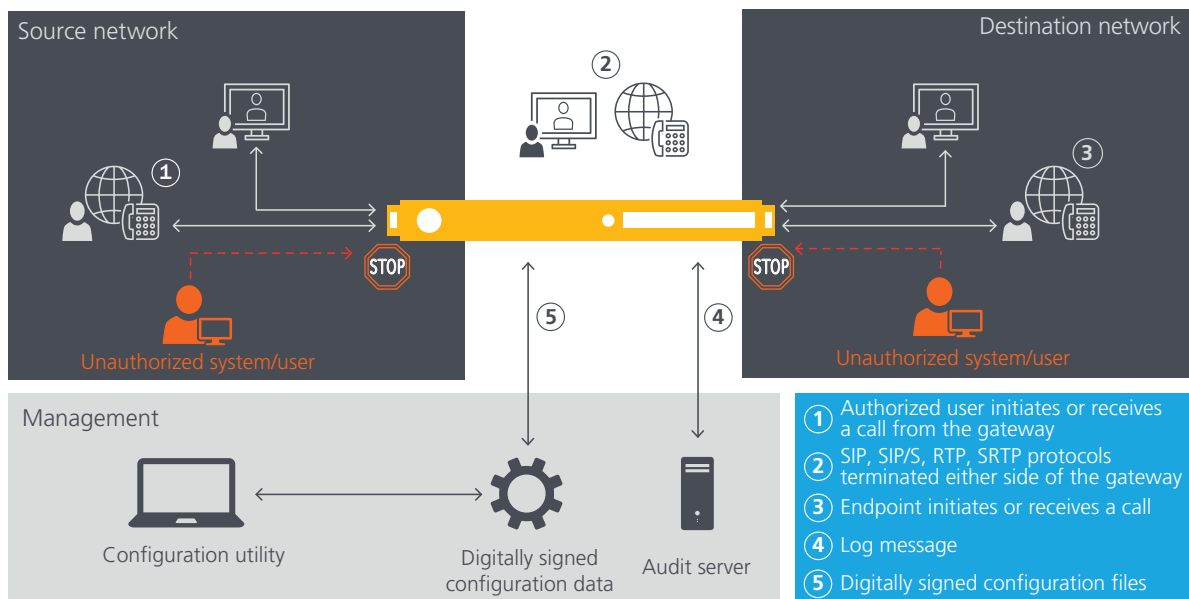 Source network
Destination network
2
1
3
STOP
STOP
5
4
Unauthorized system/user
Unauthorized system/user
Management
Configuration utility
Digitally signed
configuration data
Audit server
1 Authorized user initiates or receives
a call from the gateway
2 SIP, SIP/S, RTP, SRTP protocols
terminated either side of the gateway
3 Endpoint initiates or receives a call
4 Log message
5 Digitally signed configuration files